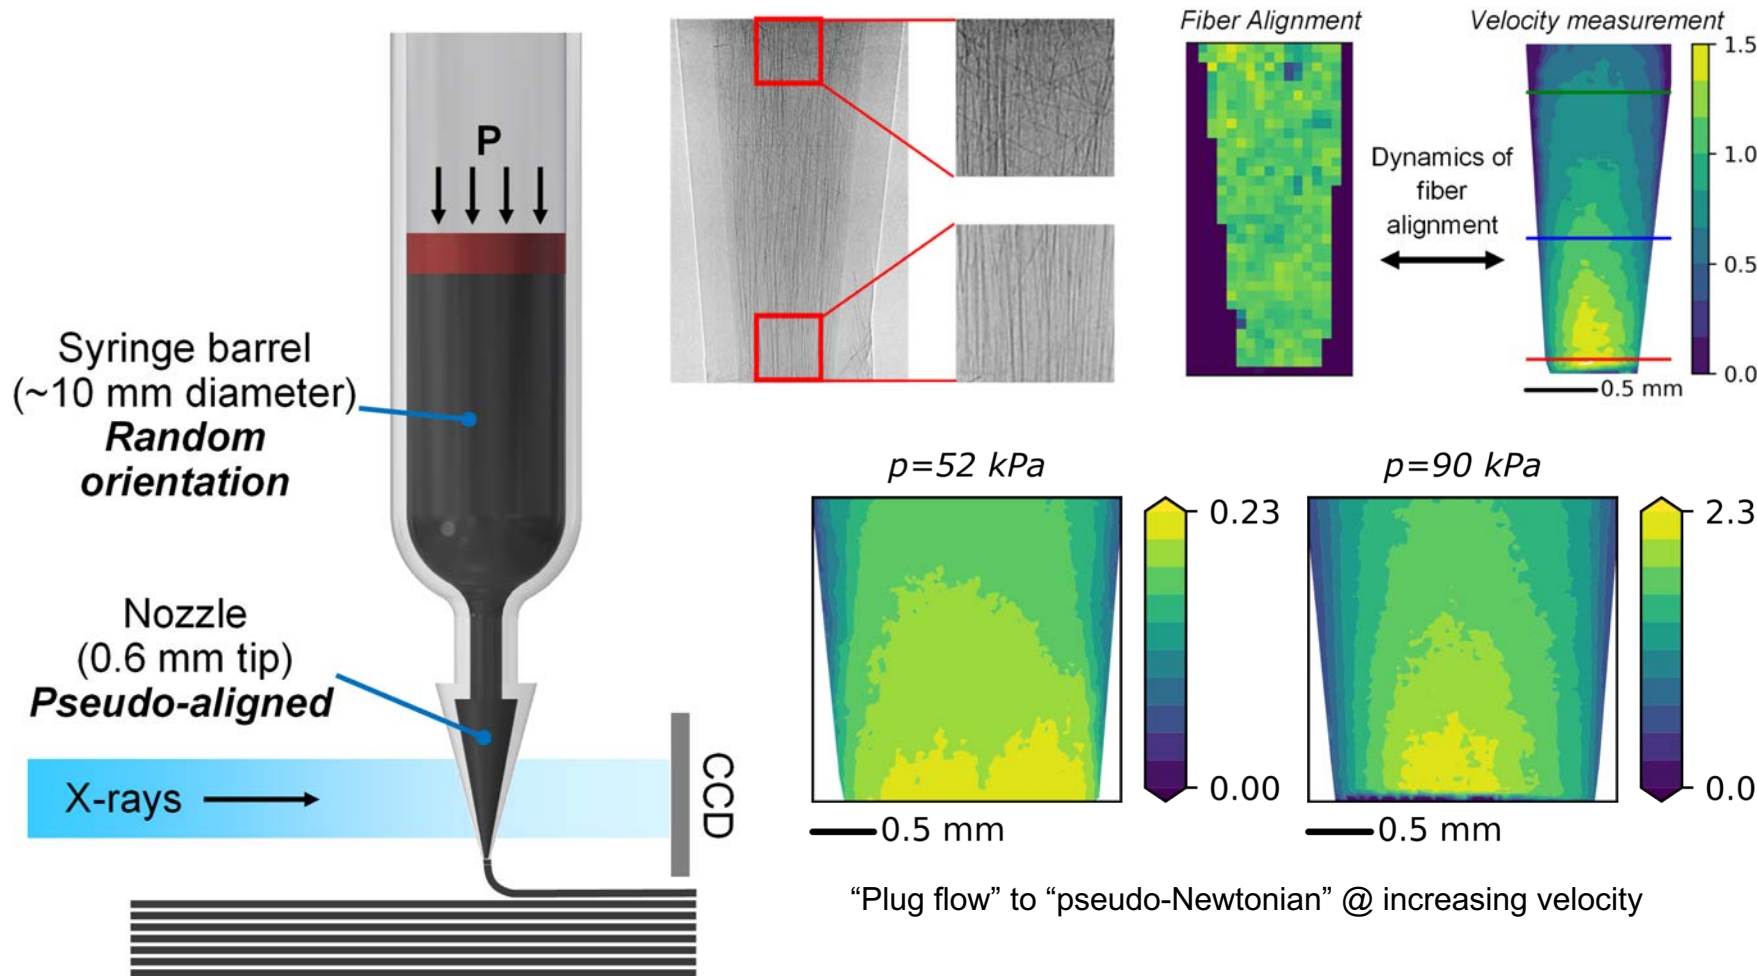 P
Syringe barrel
(~10 mm diameter)
Random
orientation
Nozzle
(0.6 mm tip)
Pseudo-aligned
X-rays
CCD
Fiber Alignment
Velocity measurement
Dynamics of
fiber
alignment
1.5
1.0
0.5
0.0
0.5 mm
p=52 kPa
0.23
0.00
0.5 mm
p=90 kPa
2.3
0.0
0.5 mm
“Plug flow” to “pseudo-Newtonian” @ increasing velocity